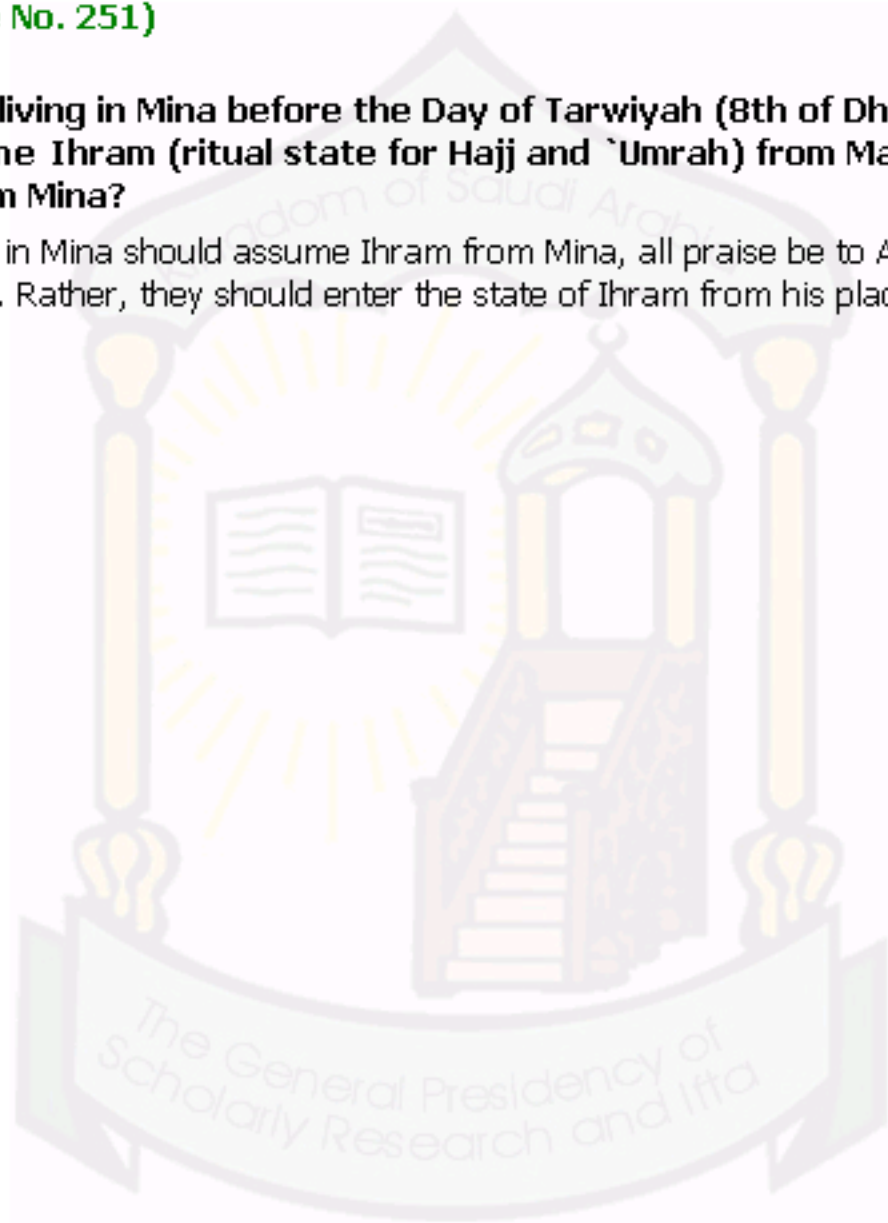 No. 251)
living in Mina before the Day of Tarwiyah (8th of Dh
ne Ihram (ritual state for Hajj and `Umrah) from Ma
n Mina?
in Mina should assume Ihram from Mina, all praise be to A
. Rather, they should enter the state of Ihram from his plac
Kingdom of Saudi Arabia
The General Presidency of
Scholarly Research and Ifta